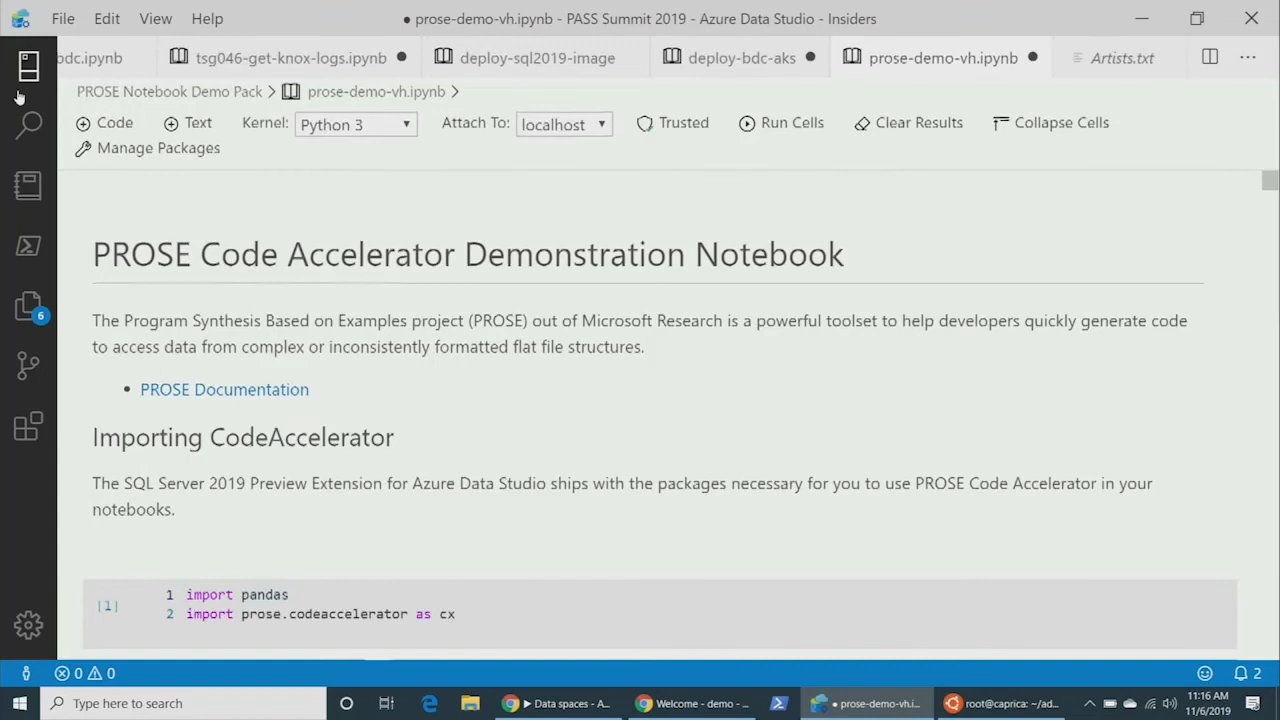 File Edit View Help ● prose-demo-vh.ipynb - PASS Summit 2019 - Azure Data Studio - Insiders
bdc.ipynb tsg046-get-knox-logs.ipynb ● deploy-sql2019-image deploy-bdc-aks ● prose-demo-vh.ipynb ● Artists.txt
PROSE Notebook Demo Pack > prose-demo-vh.ipynb >
Code Text Kernel: Python 3 Attach To: localhost Trusted Run Cells Clear Results Collapse Cells
Manage Packages
PROSE Code Accelerator Demonstration Notebook
The Program Synthesis Based on Examples project (PROSE) out of Microsoft Research is a powerful toolset to help developers quickly generate code
to access data from complex or inconsistently formatted flat file structures.
• PROSE Documentation
Importing CodeAccelerator
The SQL Server 2019 Preview Extension for Azure Data Studio ships with the packages necessary for you to use PROSE Code Accelerator in your
notebooks.
[1] 1 import pandas
2 import prose.codeaccelerator as cx
6
0 0 2
Type here to search ▶ Data spaces - A... Welcome - demo - ... ● prose-demo-vh.i... root@caprica: ~/ad... 11:16 AM
11/6/2019